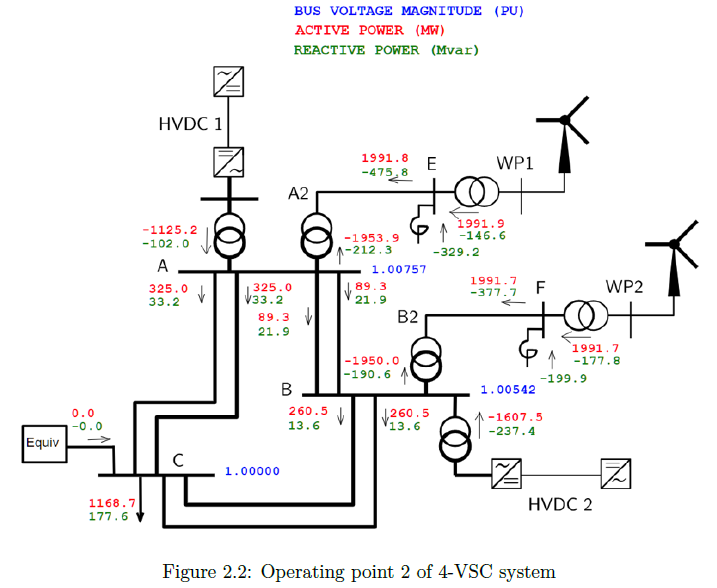 BUS VOLTAGE MAGNITUDE (PU)
ACTIVE POWER (MW)
REACTIVE POWER (Mvar)
HVDC 1
1991.8
-475.8
E
WP1
A2
1991.9
-146.6
-329.2
-1125.2
-102.0
-1953.9
-212.3
A
1.00757
325.0
33.2
325.0
33.2
89.3
21.9
89.3
21.9
1991.7
-377.7
F
WP2
B2
1991.7
-177.8
-199.9
-1950.0
-190.6
B
1.00542
260.5
13.6
260.5
13.6
-1607.5
-237.4
0.0
-0.0
Equiv
C
1.00000
1168.7
177.6
HVDC 2
Figure 2.2: Operating point 2 of 4-VSC system